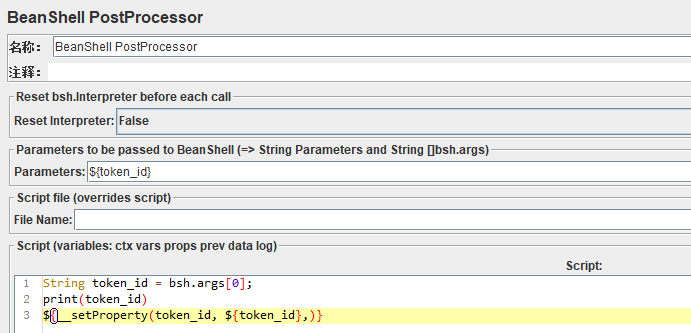 BeanShell PostProcessor
名称： BeanShell PostProcessor
注释：
Reset bsh.Interpreter before each call
Reset Interpreter: False
Parameters to be passed to BeanShell (=> String Parameters and String []bsh.args)
Parameters: ${token_id}
Script file (overrides script)
File Name:
Script (variables: ctx vars props prev data log)
Script:
1 String token_id = bsh.args[0];
2 print(token_id)
3 ${__setProperty(token_id, ${token_id},)}